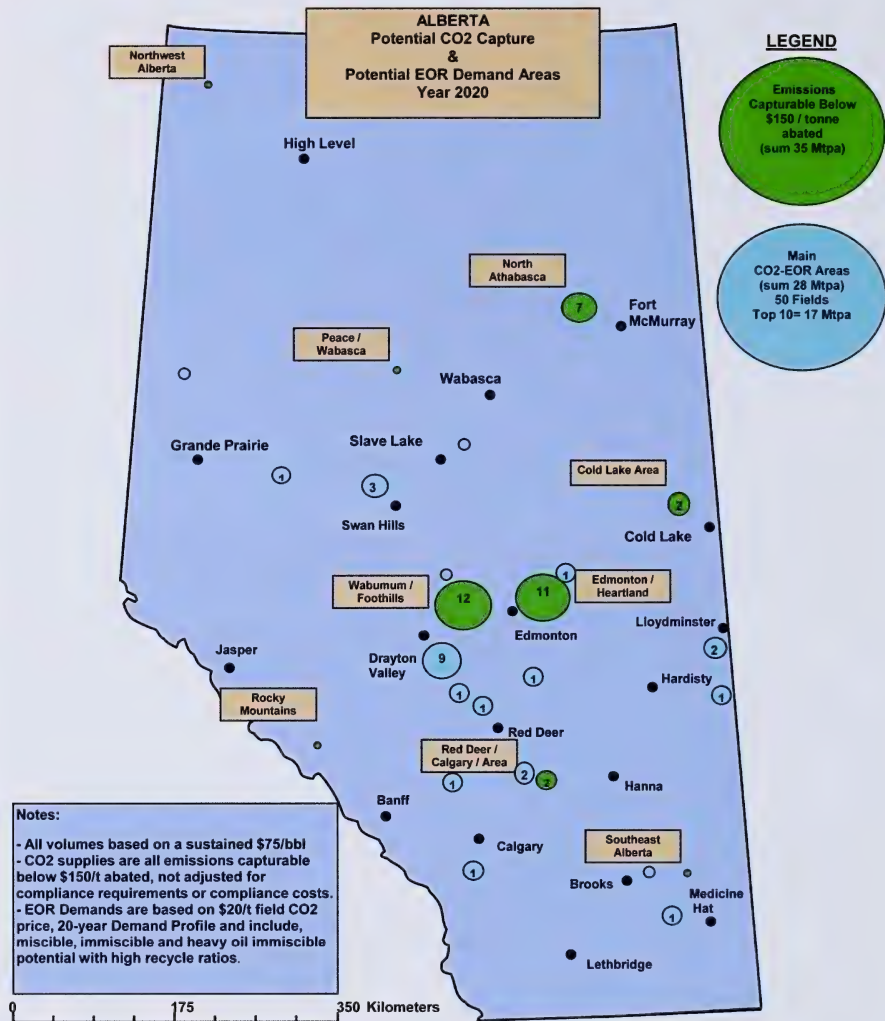 ALBERTA
Potential CO2 Capture
&
Potential EOR Demand Areas
Year 2020
LEGEND
Emissions
Capturable Below
$150 / tonne
abated
(sum 35 Mtpa)
Main
CO2-EOR Areas
(sum 28 Mtpa)
50 Fields
Top 10= 17 Mtpa
Northwest
Alberta
High Level
North
Athabasca
7
Fort
McMurray
Peace /
Wabasca
Wabasca
Grande Prairie
1
Slave Lake
3
Swan Hills
Cold Lake Area
2
Cold Lake
Wabumum /
Foothills
12
11
1
Edmonton /
Heartland
Edmonton
Lloydminster
2
Jasper
Drayton
Valley
9
1
1
1
Hardisty
1
Rocky
Mountains
Red Deer
Red Deer /
Calgary / Area
1
2
2
Hanna
Banff
Calgary
1
Southeast
Alberta
Brooks
1
Medicine
Hat
Lethbridge
Notes:
- All volumes based on a sustained $75/bbl
- CO2 supplies are all emissions capturable
below $150/t abated, not adjusted for
compliance requirements or compliance costs.
- EOR Demands are based on $20/t field CO2
price, 20-year Demand Profile and include,
miscible, immiscible and heavy oil immiscible
potential with high recycle ratios.
0 175 350 Kilometers